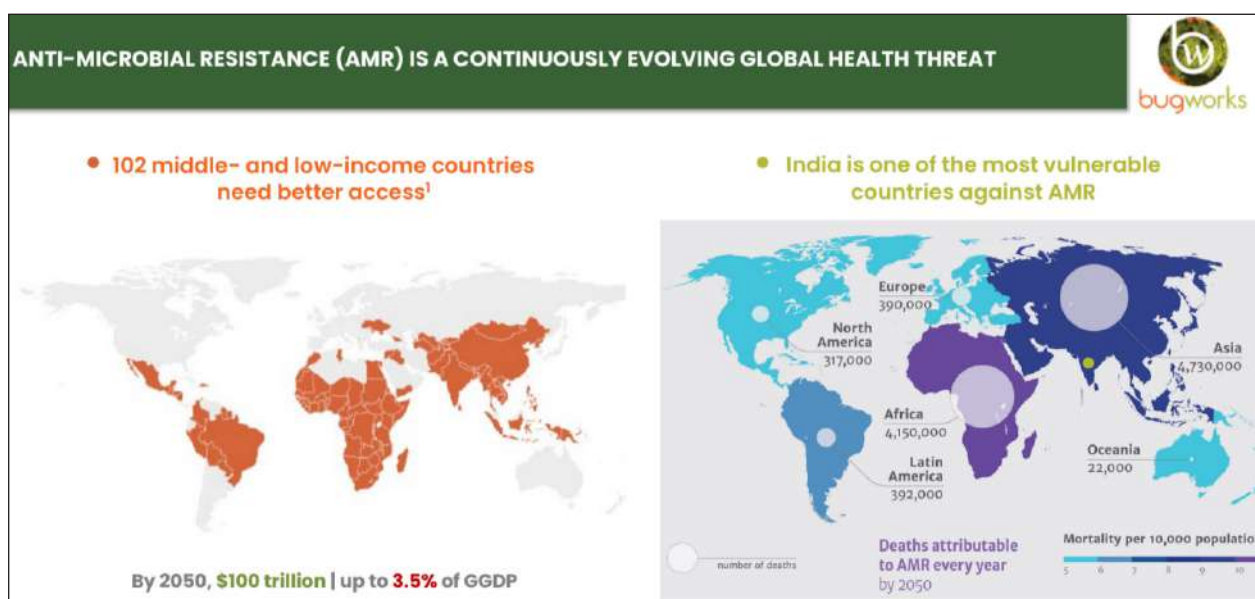 ANTI-MICROBIAL RESISTANCE (AMR) IS A CONTINUOUSLY EVOLVING GLOBAL HEALTH THREAT
bw
bugworks
• 102 middle- and low-income countries
need better access¹
• India is one of the most vulnerable
countries against AMR
Europe
390,000
North
America
317,000
Asia
4,730,000
Africa
4,150,000
Latin
America
392,000
Oceania
22,000
number of deaths
Deaths attributable
to AMR every year
by 2050
Mortality per 10,000 population
5 6 7 8 9 10
By 2050, $100 trillion | up to 3.5% of GGDP